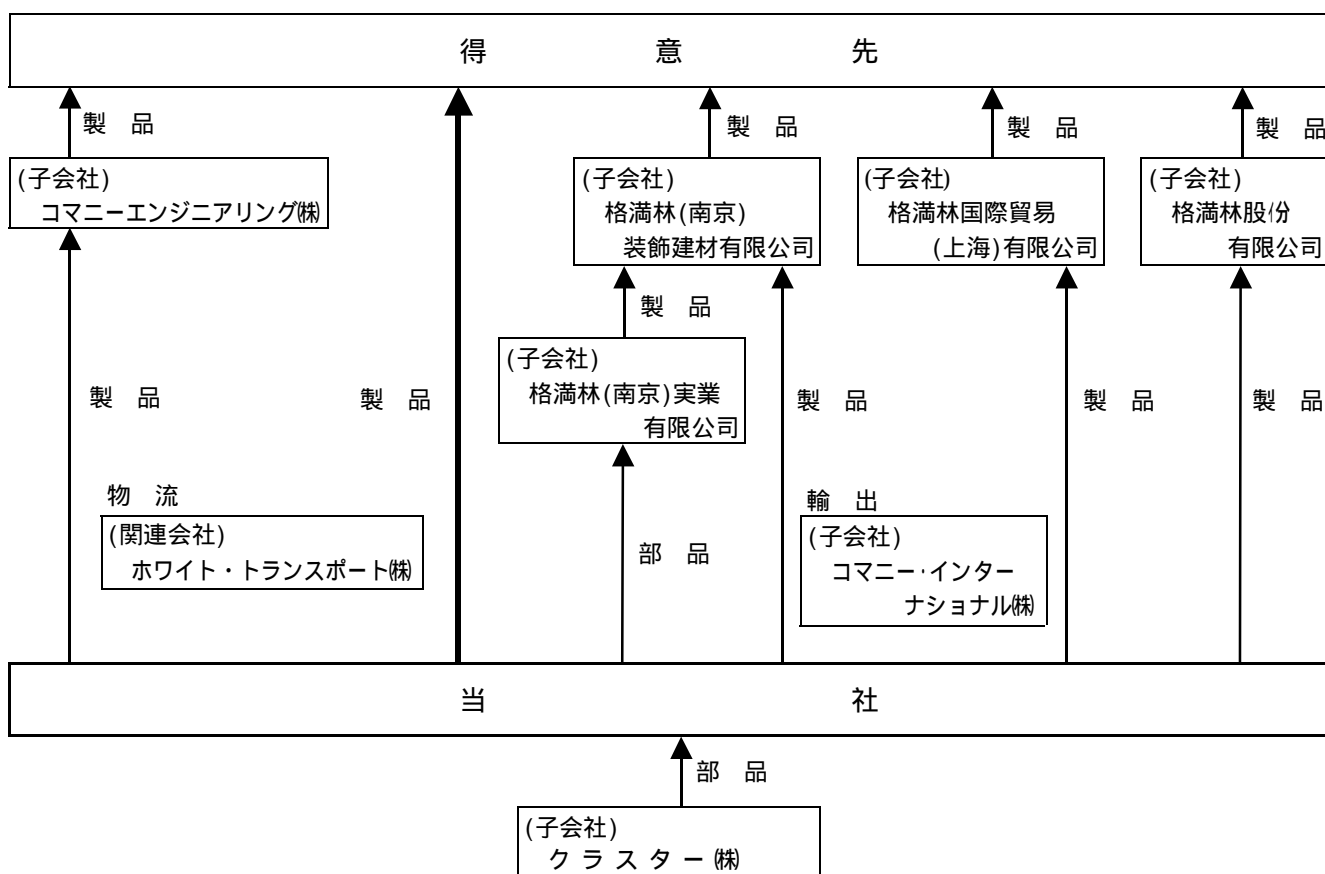 得 意 先
製 品
製 品
製 品
製 品
(子会社)
コマニーエンジニアリング㈱
(子会社)
格満林(南京)
装飾建材有限公司
(子会社)
格満林国際貿易
(上海)有限公司
(子会社)
格満林股份
有限公司
製 品
(子会社)
格満林(南京)実業
有限公司
製 品
製 品
製 品
製 品
製 品
物 流
(関連会社)
ホワイト・トランスポート㈱
部 品
輸 出
(子会社)
コマニー・インター
ナショナル㈱
当 社
部 品
(子会社)
クラスター㈱